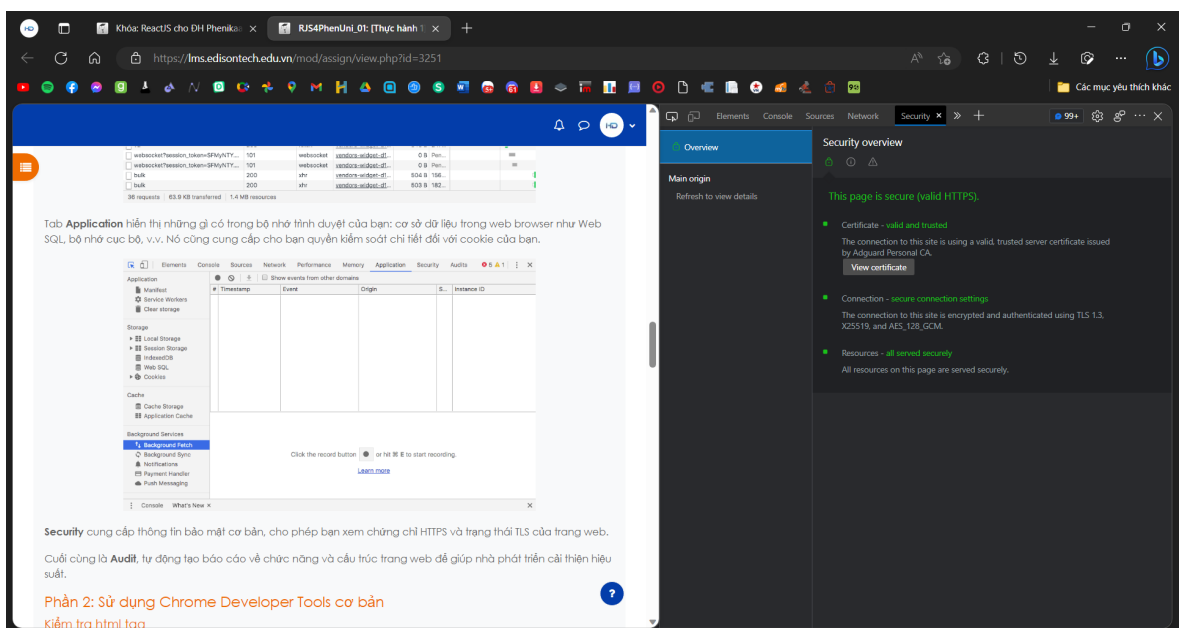 Khóa: ReactJS cho ĐH Phenika
RJS4PhenUni_01: [Thực hành 1
https://lms.edisontech.edu.vn/mod/assign/view.php?id=3251
Các mục yêu thích khác
HD
websocket?session_token=SFMyNTY... 101 websocket vendors-widget-d1... 0 B Pen...
websocket?session_token=SFMyNTY... 101 websocket vendors-widget-d1... 0 B Pen...
bulk 200 xhr vendors-widget-d1... 504 B 156...
bulk 200 xhr vendors-widget-d1... 503 B 182...
36 requests 63.9 KB transferred 1.4 MB resources
Tab Application hiển thị những gì có trong bộ nhớ trình duyệt của bạn: cơ sở dữ liệu trong web browser như Web
SQL, bộ nhớ cục bộ, v.v. Nó cũng cung cấp cho bạn quyền kiểm soát chi tiết đối với cookie của bạn.
Elements Console Sources Network Performance Memory Application Security Audits 5 1
Application Show events from other domains
Manifest # Timestamp Event Origin S... Instance ID
Service Workers
Clear storage
Storage
Local Storage
Session Storage
IndexedDB
Web SQL
Cookies
Cache
Cache Storage
Application Cache
Background Services
Background Fetch
Background Sync
Notifications
Payment Handler
Push Messaging
Click the record button or hit ⌘ E to start recording.
Learn more
Console What's New ×
Security cung cấp thông tin bảo mật cơ bản, cho phép bạn xem chứng chỉ HTTPS và trạng thái TLS của trang web.
Cuối cùng là Audit, tự động tạo báo cáo về chức năng và cấu trúc trang web để giúp nhà phát triển cải thiện hiệu
suất.
Phần 2: Sử dụng Chrome Developer Tools cơ bản
Kiểm tra html tag
?
Elements Console Sources Network Security 99+
Overview
Main origin
Refresh to view details
Security overview
This page is secure (valid HTTPS).
Certificate - valid and trusted
The connection to this site is using a valid, trusted server certificate issued
by Adguard Personal CA.
View certificate
Connection - secure connection settings
The connection to this site is encrypted and authenticated using TLS 1.3,
X25519, and AES_128_GCM.
Resources - all served securely
All resources on this page are served securely.